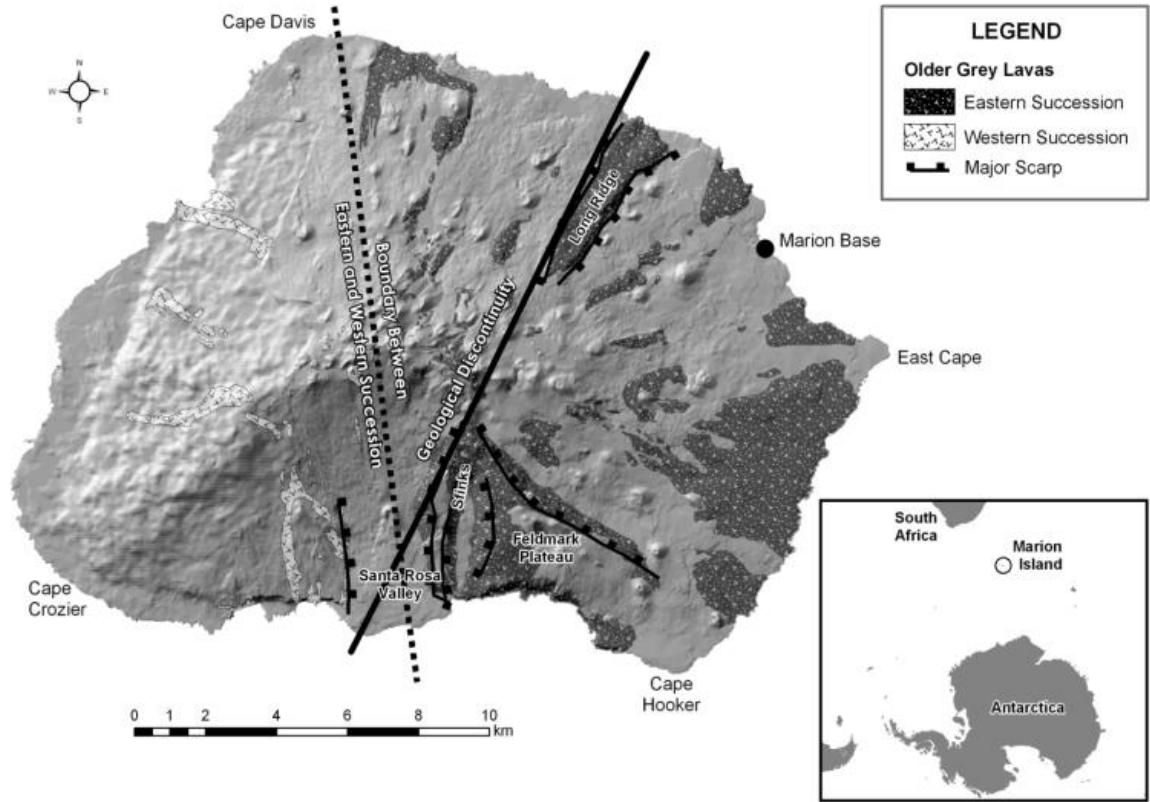 Cape Davis
N
W
E
S
LEGEND
Older Grey Lavas
Eastern Succession
Western Succession
Major Scarp
Long Ridge
Marion Base
Boundary Between
Eastern and Western Succession
Geological Discontinuity
East Cape
Sfinks
Feldmark
Plateau
Santa Rosa
Valley
Cape
Crozier
Cape
Hooker
0 1 2 4 6 8 10
km
South
Africa
Marion
Island
Antarctica